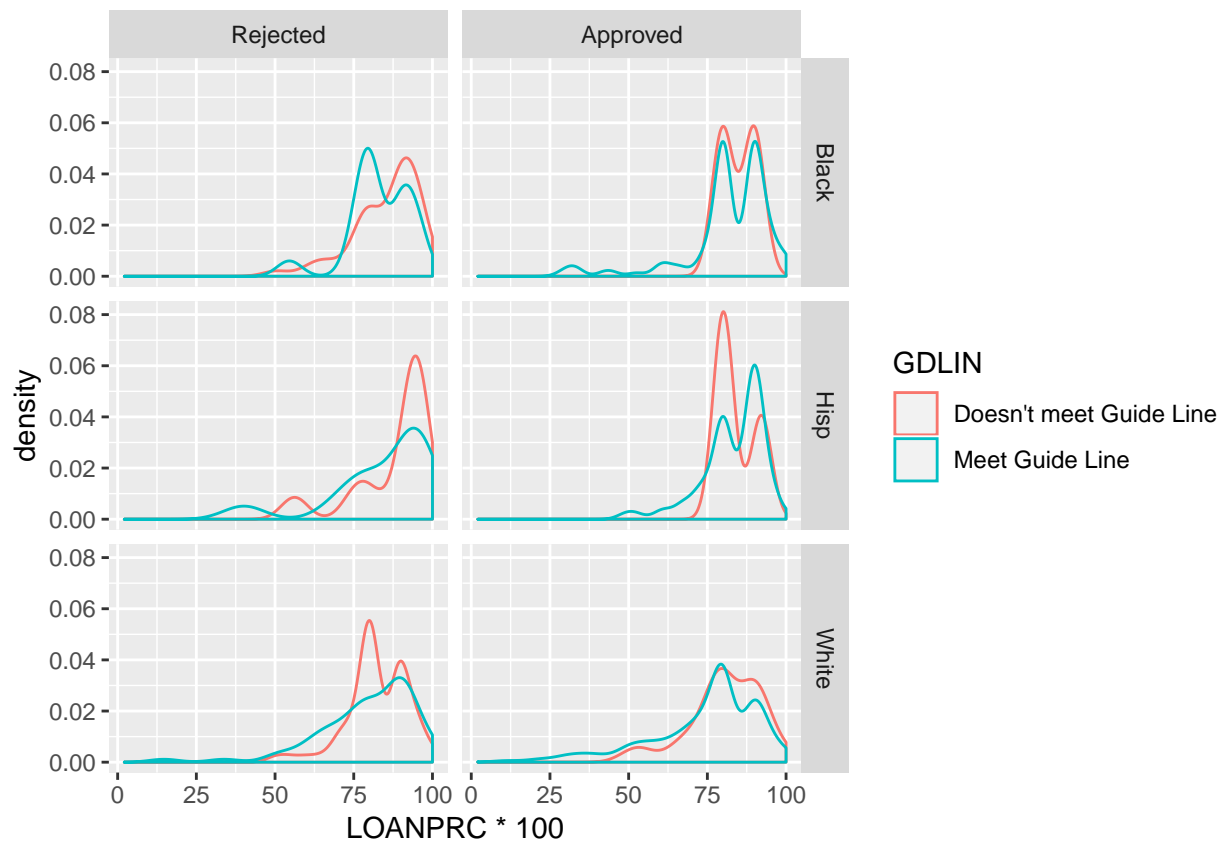 Rejected
Approved
0.08
0.06
0.04
0.02
0.00
Black
0.08
0.06
0.04
0.02
0.00
Hisp
0.08
0.06
0.04
0.02
0.00
White
0 25 50 75 100
0 25 50 75 100
LOANPRC * 100
density
GDLIN
Doesn't meet Guide Line
Meet Guide Line